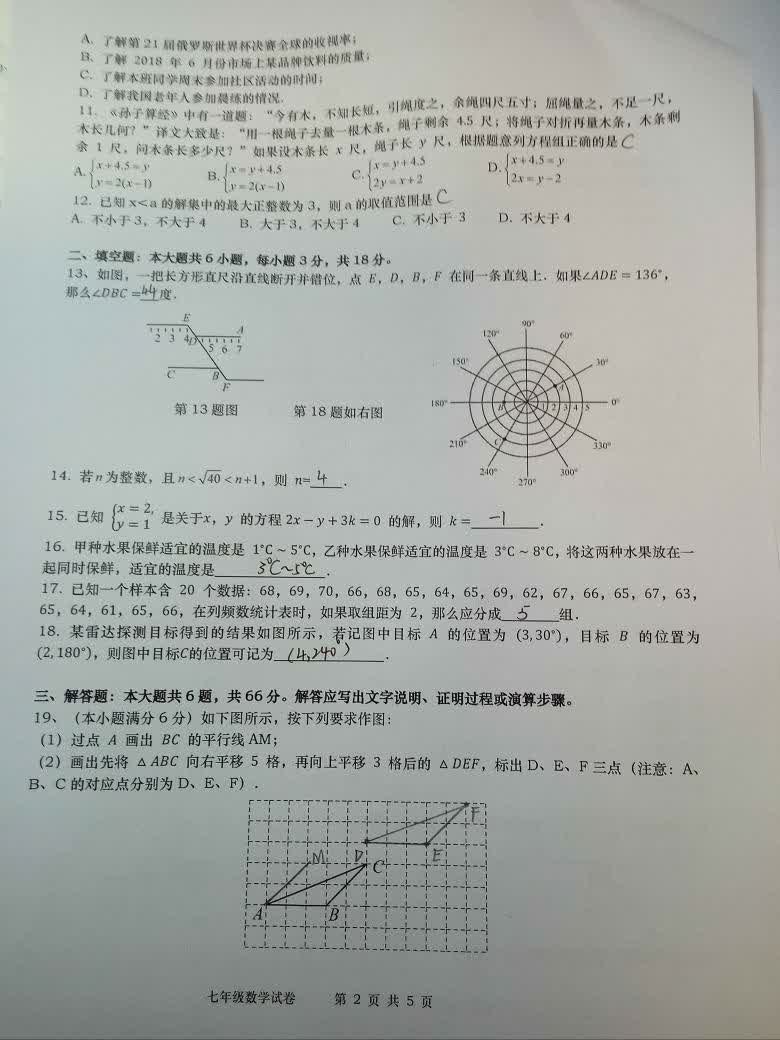 A. 了解第 21 届俄罗斯世界杯决赛全球的收视率；
B. 了解 2018 年 6 月份市场上某品牌饮料的质量；
C. 了解本班同学周末参加社区活动的时间；
D. 了解我国老年人参加晨练的情况.
11. 《孙子算经》中有一道题：“今有木，不知长短，引绳度之，余绳四尺五寸；屈绳量之，不足一尺，
木长几何？”译文大致是：“用一根绳子去量一根木条，绳子剩余 4.5 尺；将绳子对折再量木条，木条剩
余 1 尺，问木条长多少尺？”如果设木条长 x 尺，绳子长 y 尺，根据题意列方程组正确的是 C
A. {x+4.5=y y=2(x−1) B. {x=y+4.5 y=2(x−1) C. {x=y+4.5 2y=x+2 D. {x+4.5=y 2x=y−2
12. 已知 x<a 的解集中的最大正整数为 3，则 a 的取值范围是 C
A. 不小于 3，不大于 4 B. 大于 3，不大于 4 C. 不小于 3 D. 不大于 4
二、填空题：本大题共 6 小题，每小题 3 分，共 18 分。
13、如图，一把长方形直尺沿直线断开并错位，点 E，D，B，F 在同一条直线上．如果∠ADE = 136°，
那么∠DBC = 44 度．
E
2 3 4 D A
5 6 7
C B
F
90°
120° 60°
150° 30°
A
180° B 1 2 3 4 5 0°
C
210° 330°
240° 300°
270°
第 13 题图 第 18 题如右图
14. 若 n 为整数，且 n<√40<n+1，则 n= 4 .
15. 已知 {x = 2, y = 1 是关于x，y 的方程 2x − y + 3k = 0 的解，则 k = −1 .
16. 甲种水果保鲜适宜的温度是 1°C ~ 5°C，乙种水果保鲜适宜的温度是 3°C ~ 8°C，将这两种水果放在一
起同时保鲜，适宜的温度是 3℃~5℃ .
17. 已知一个样本含 20 个数据：68，69，70，66，68，65，64，65，69，62，67，66，65，67，63，
65，64，61，65，66，在列频数统计表时，如果取组距为 2，那么应分成 5 组．
18. 某雷达探测目标得到的结果如图所示，若记图中目标 A 的位置为 (3,30°)，目标 B 的位置为
(2,180°)，则图中目标C的位置可记为 (4,240°) .
三、解答题：本大题共 6 题，共 66 分。解答应写出文字说明、证明过程或演算步骤。
19、（本小题满分 6 分）如下图所示，按下列要求作图：
（1）过点 A 画出 BC 的平行线 AM；
（2）画出先将 △ABC 向右平移 5 格，再向上平移 3 格后的 △DEF，标出 D、E、F 三点（注意：A、
B、C 的对应点分别为 D、E、F）．
F
M D E
C
A B
七年级数学试卷 第 2 页 共 5 页